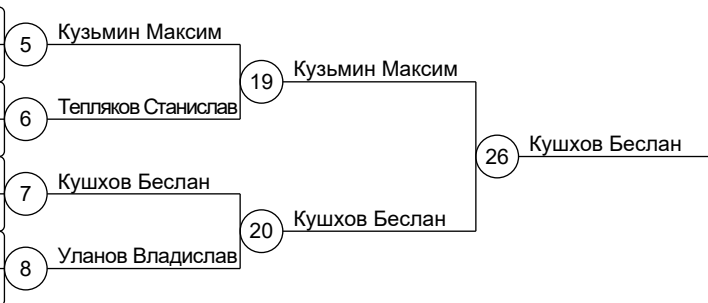 5
Кузьмин Максим
19
Кузьмин Максим
6
Тепляков Станислав
26
Кушхов Беслан
7
Кушхов Беслан
20
Кушхов Беслан
8
Уланов Владислав